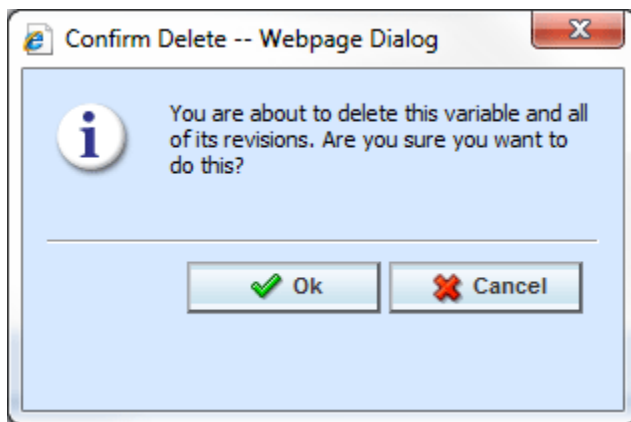 Confirm Delete -- Webpage Dialog
You are about to delete this variable and all
of its revisions. Are you sure you want to
do this?
Ok
Cancel